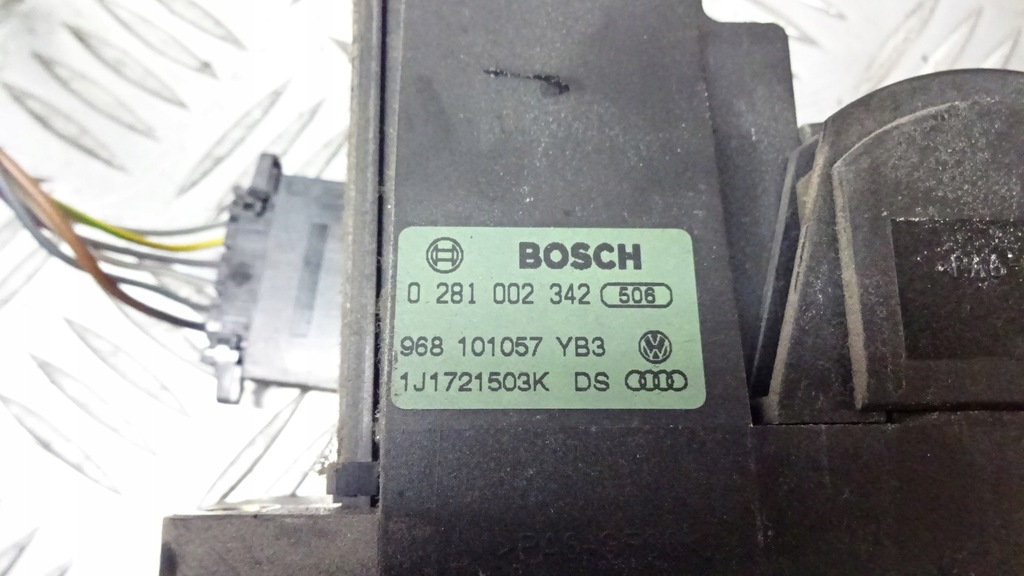 BOSCH
0 281 002 342 506
968 101057 YB3
1J1721503K DS